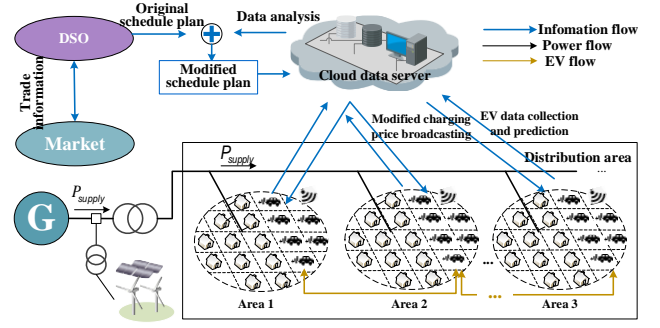 Original
schedule plan
Data analysis
DSO
Infomation flow
Power flow
EV flow
Modified
schedule plan
Cloud data server
Trade
information
Market
Modified charging
price broadcasting
EV data collection
and prediction
P supply
Distribution area
...
P supply
G
...
Area 1
Area 2
...
Area 3